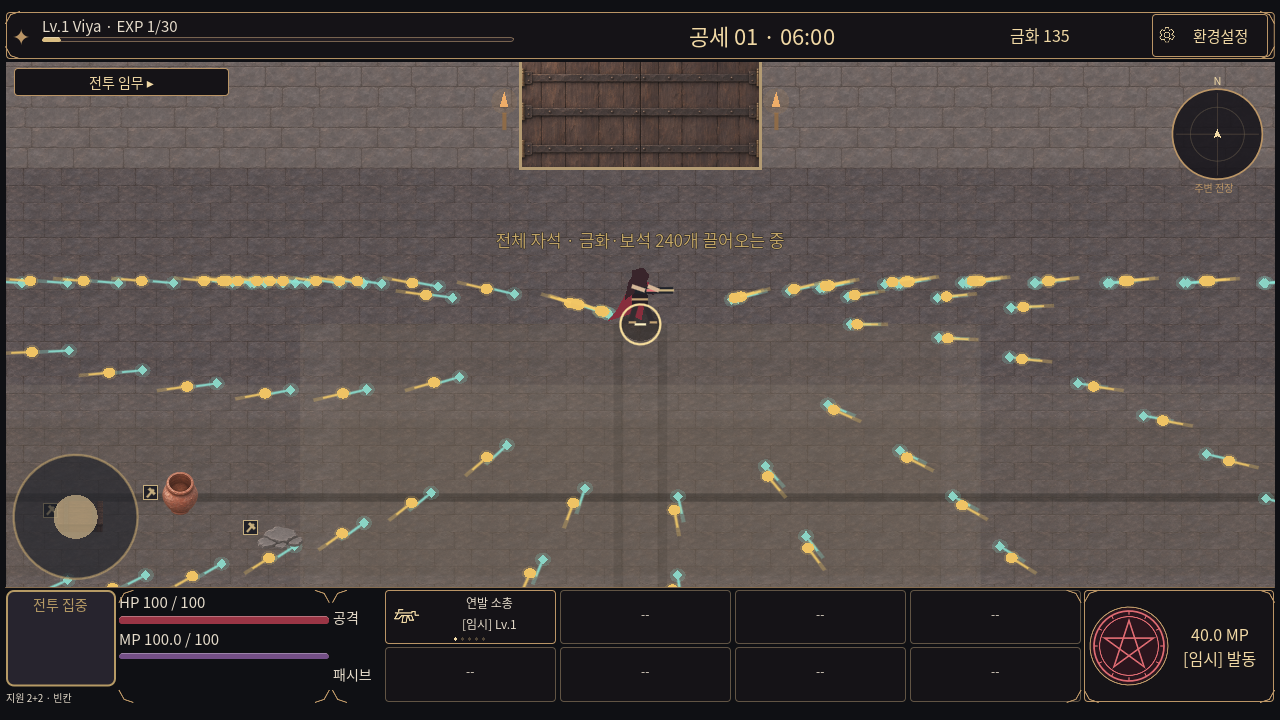 Lv.1 Viya · EXP 1/30
공세 01 · 06:00
금화 135
환경설정
전투 임무 ▸
N
주변 전장
전체 자석 · 금화·보석 240개 끌어오는 중
전투 집중
HP 100 / 100
MP 100.0 / 100
지원 2+2 · 빈칸
공격
패시브
연발 소총
[임시] Lv.1
--
--
--
--
--
--
--
40.0 MP
[임시] 발동